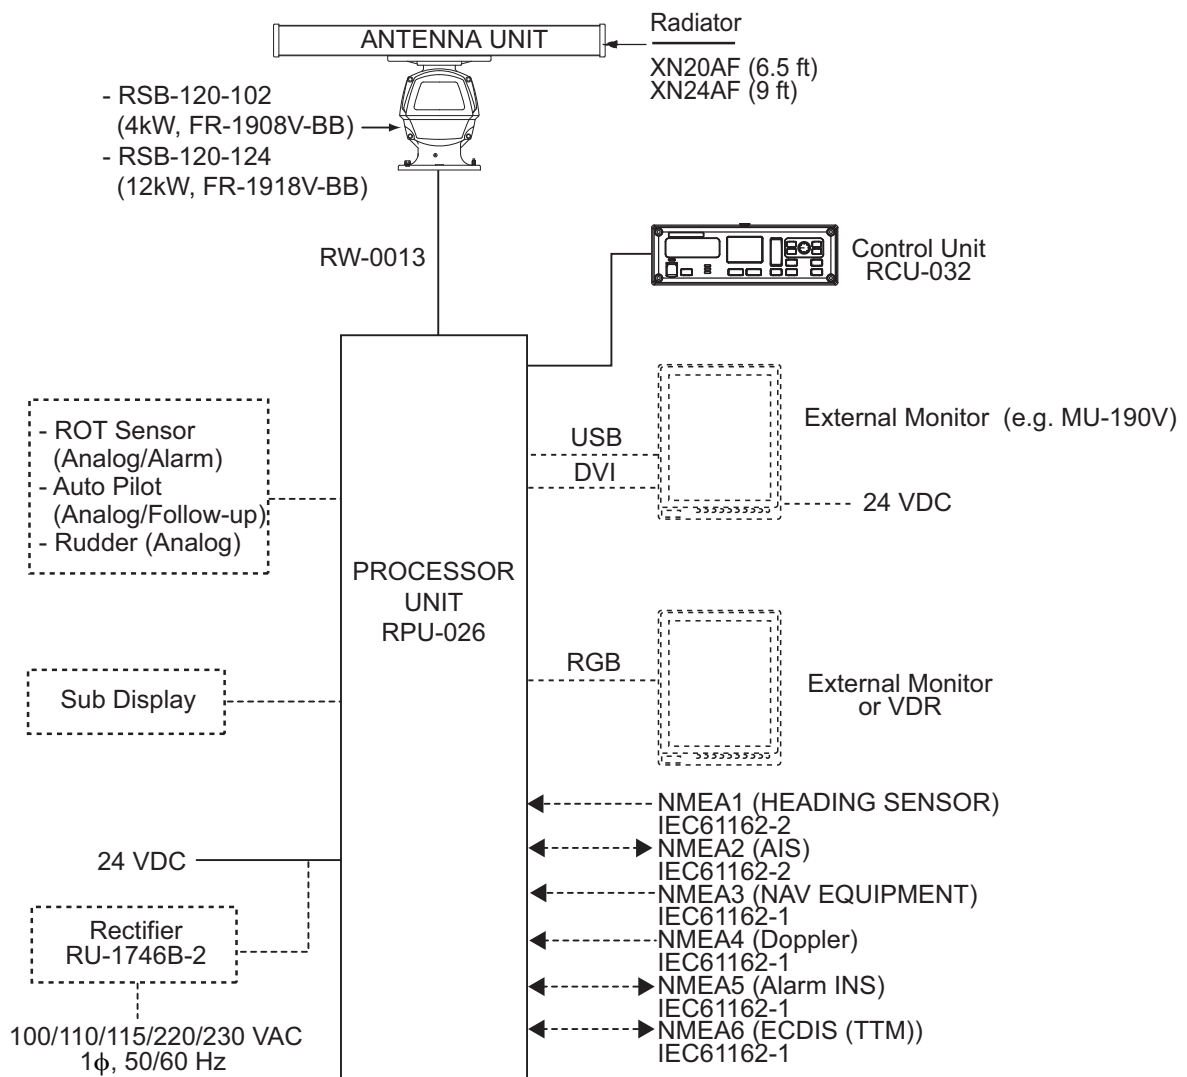 ANTENNA UNIT
Radiator
XN20AF (6.5 ft)
XN24AF (9 ft)
- RSB-120-102
(4kW, FR-1908V-BB)
- RSB-120-124
(12kW, FR-1918V-BB)
RW-0013
Control Unit
RCU-032
- ROT Sensor
(Analog/Alarm)
- Auto Pilot
(Analog/Follow-up)
- Rudder (Analog)
USB
DVI
External Monitor (e.g. MU-190V)
24 VDC
PROCESSOR
UNIT
RPU-026
Sub Display
RGB
External Monitor
or VDR
24 VDC
Rectifier
RU-1746B-2
100/110/115/220/230 VAC
1ϕ, 50/60 Hz
NMEA1 (HEADING SENSOR)
IEC61162-2
NMEA2 (AIS)
IEC61162-2
NMEA3 (NAV EQUIPMENT)
IEC61162-1
NMEA4 (Doppler)
IEC61162-1
NMEA5 (Alarm INS)
IEC61162-1
NMEA6 (ECDIS (TTM))
IEC61162-1